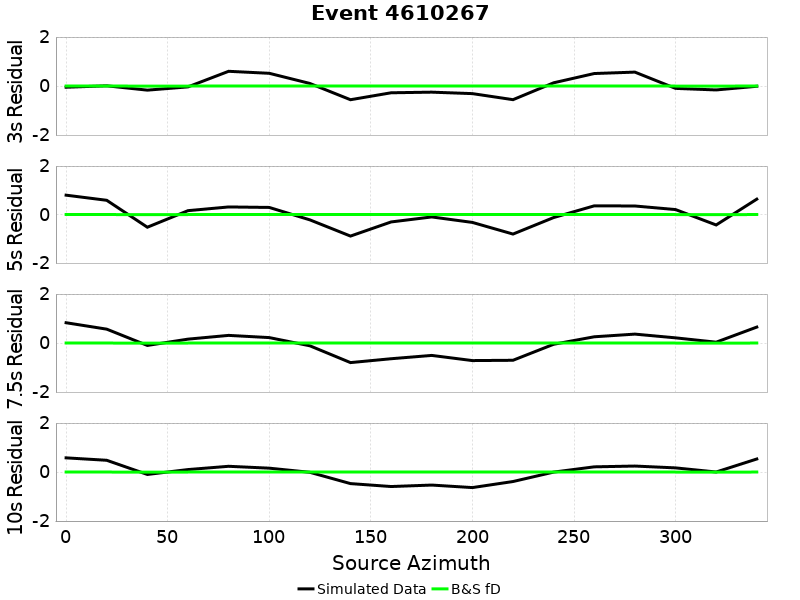 Event 4610267
3s Residual
2
0
-2
5s Residual
2
0
-2
7.5s Residual
2
0
-2
10s Residual
2
0
-2
0 50 100 150 200 250 300
Source Azimuth
Simulated Data B&S fD